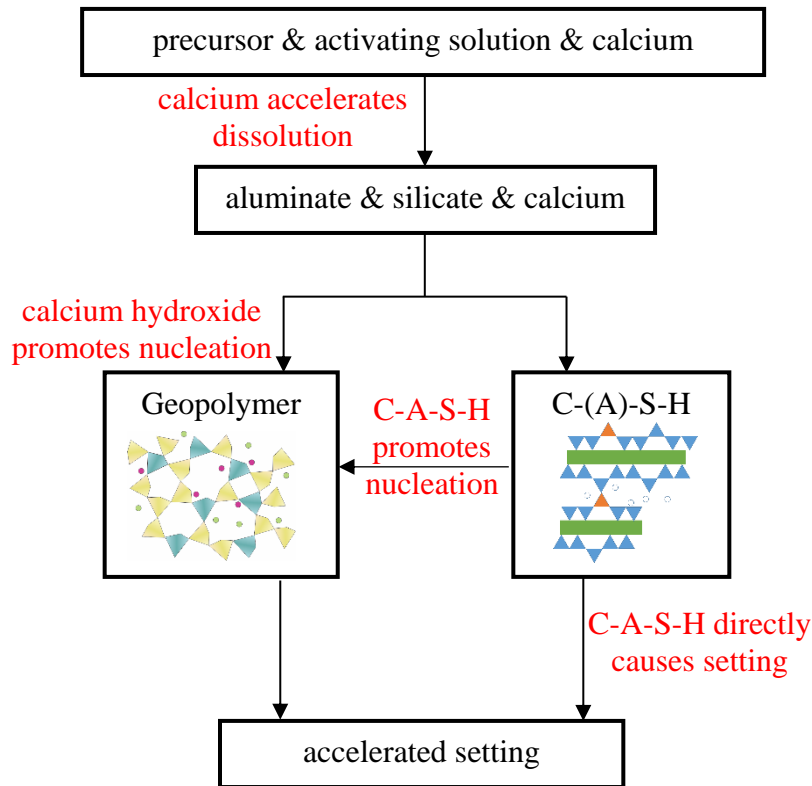 precursor & activating solution & calcium
calcium accelerates
dissolution
aluminate & silicate & calcium
calcium hydroxide
promotes nucleation
Geopolymer
C-A-S-H
promotes
nucleation
C-(A)-S-H
C-A-S-H directly
causes setting
accelerated setting